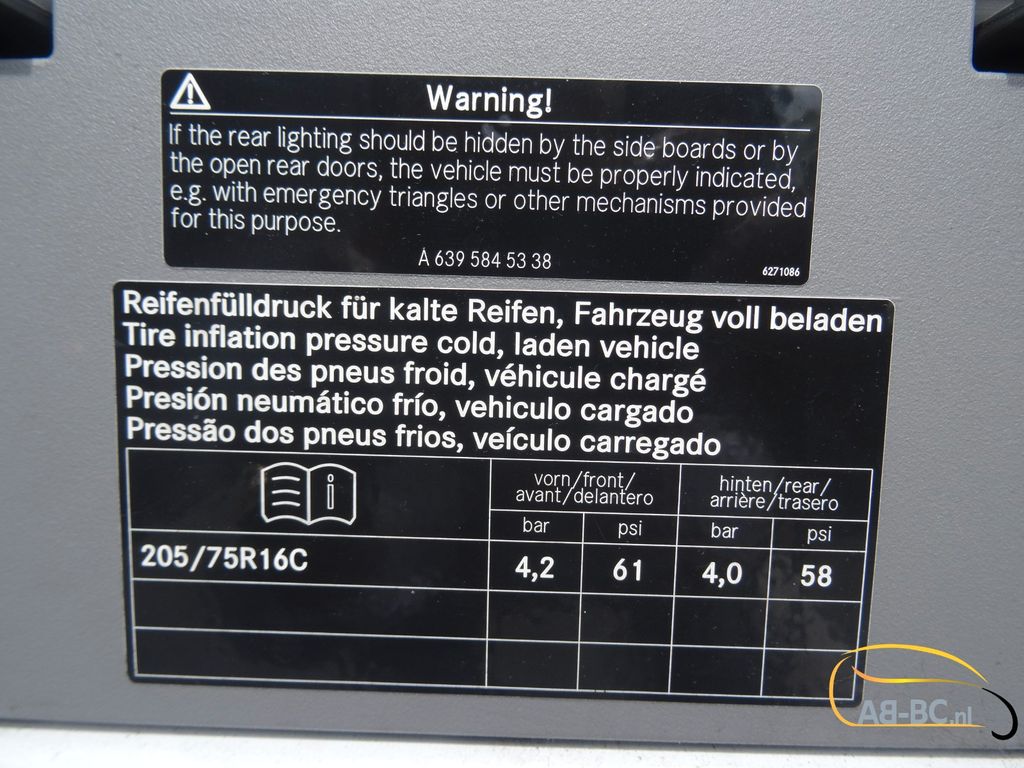 Warning!
If the rear lighting should be hidden by the side boards or by
the open rear doors, the vehicle must be properly indicated,
e.g. with emergency triangles or other mechanisms provided
for this purpose.
A 639 584 53 38
6271086
Reifenfülldruck für kalte Reifen, Fahrzeug voll beladen
Tire inflation pressure cold, laden vehicle
Pression des pneus froid, véhicule chargé
Presión neumático frío, vehiculo cargado
Pressão dos pneus frios, veículo carregado
vorn/front/ hinten/rear/
avant/delantero arrière/trasero
bar psi bar psi
205/75R16C 4,2 61 4,0 58
AB-BC.nl